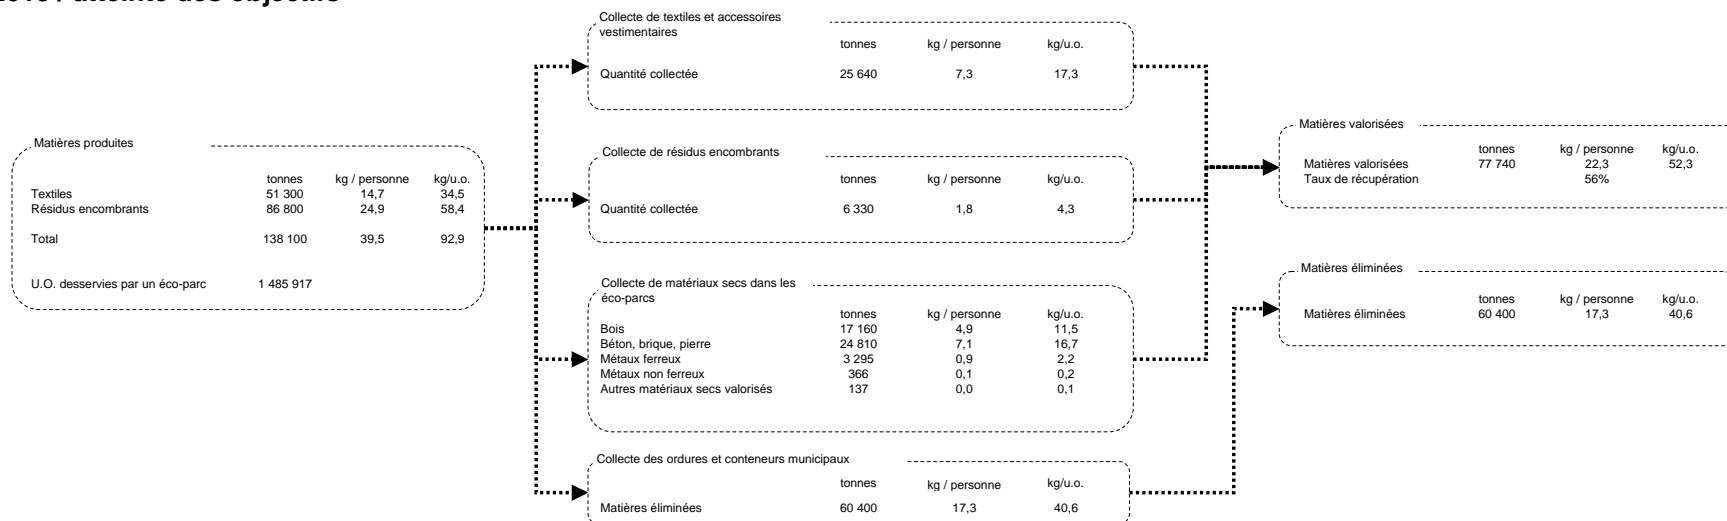 atteinte des objectifs
Collecte de textiles et accessoires
vestimentaires
tonnes kg / personne kg/u.o.
Quantité collectée 25 640 7,3 17,3
Matières produites
tonnes kg / personne kg/u.o.
Textiles 51 300 14,7 34,5
Résidus encombrants 86 800 24,9 58,4
Total 138 100 39,5 92,9
U.O. desservies par un éco-parc 1 485 917
Collecte de résidus encombrants
tonnes kg / personne kg/u.o.
Quantité collectée 6 330 1,8 4,3
Collecte de matériaux secs dans les
éco-parcs
tonnes kg / personne kg/u.o.
Bois 17 160 4,9 11,5
Béton, brique, pierre 24 810 7,1 16,7
Métaux ferreux 3 295 0,9 2,2
Métaux non ferreux 366 0,1 0,2
Autres matériaux secs valorisés 137 0,0 0,1
Collecte des ordures et conteneurs municipaux
tonnes kg / personne kg/u.o.
Matières éliminées 60 400 17,3 40,6
Matières valorisées
tonnes kg / personne kg/u.o.
Matières valorisées 77 740 22,3 52,3
Taux de récupération 56%
Matières éliminées
tonnes kg / personne kg/u.o.
Matières éliminées 60 400 17,3 40,6